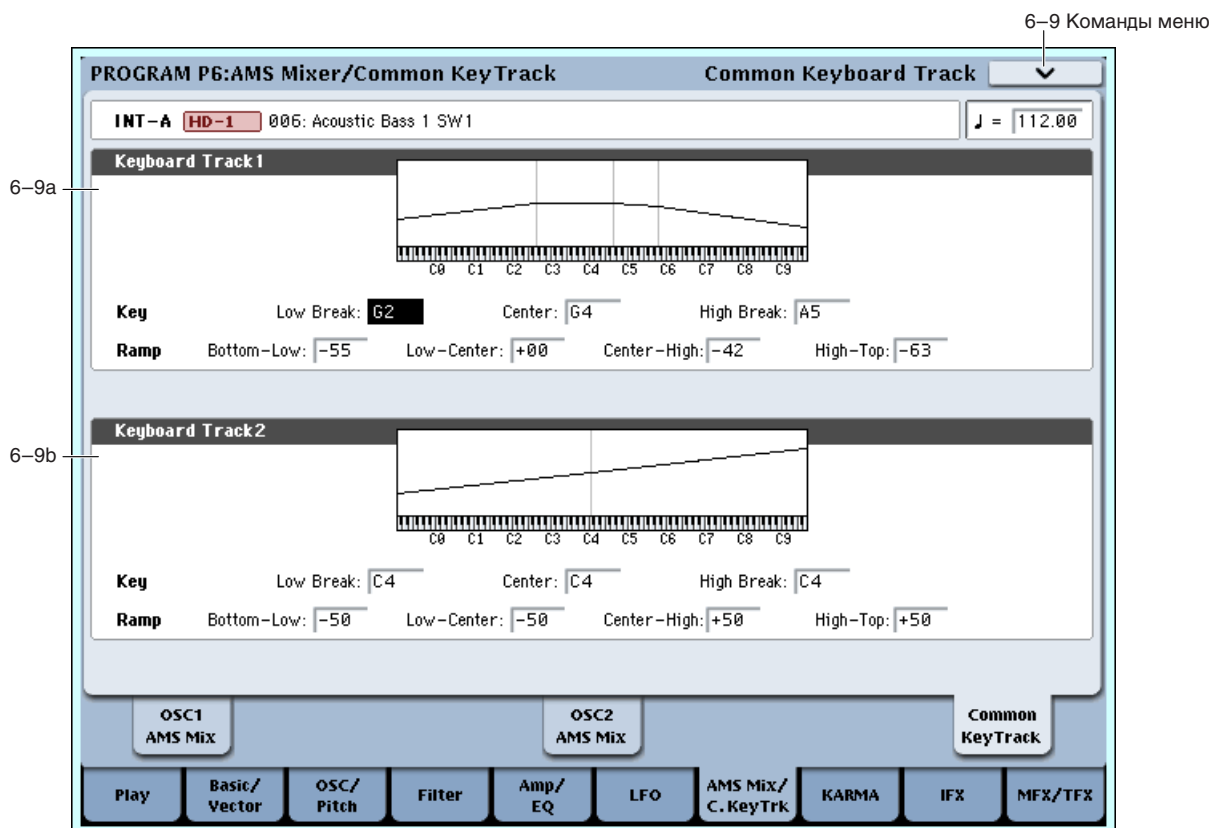 6–9 Команды меню
PROGRAM P6:AMS Mixer/Common KeyTrack Common Keyboard Track
INT-A HD-1 006: Acoustic Bass 1 SW1 ♩ = 112.00
Keyboard Track1
6–9a
C0 C1 C2 C3 C4 C5 C6 C7 C8 C9
Key Low Break: G2 Center: G4 High Break: A5
Ramp Bottom-Low: -55 Low-Center: +00 Center-High: -42 High-Top: -63
Keyboard Track2
6–9b
C0 C1 C2 C3 C4 C5 C6 C7 C8 C9
Key Low Break: C4 Center: C4 High Break: C4
Ramp Bottom-Low: -50 Low-Center: -50 Center-High: +50 High-Top: +50
OSC1 AMS Mix OSC2 AMS Mix Common KeyTrack
Play Basic/Vector OSC/Pitch Filter Amp/EQ LFO AMS Mix/C.KeyTrk KARMA IFX MFX/TFX